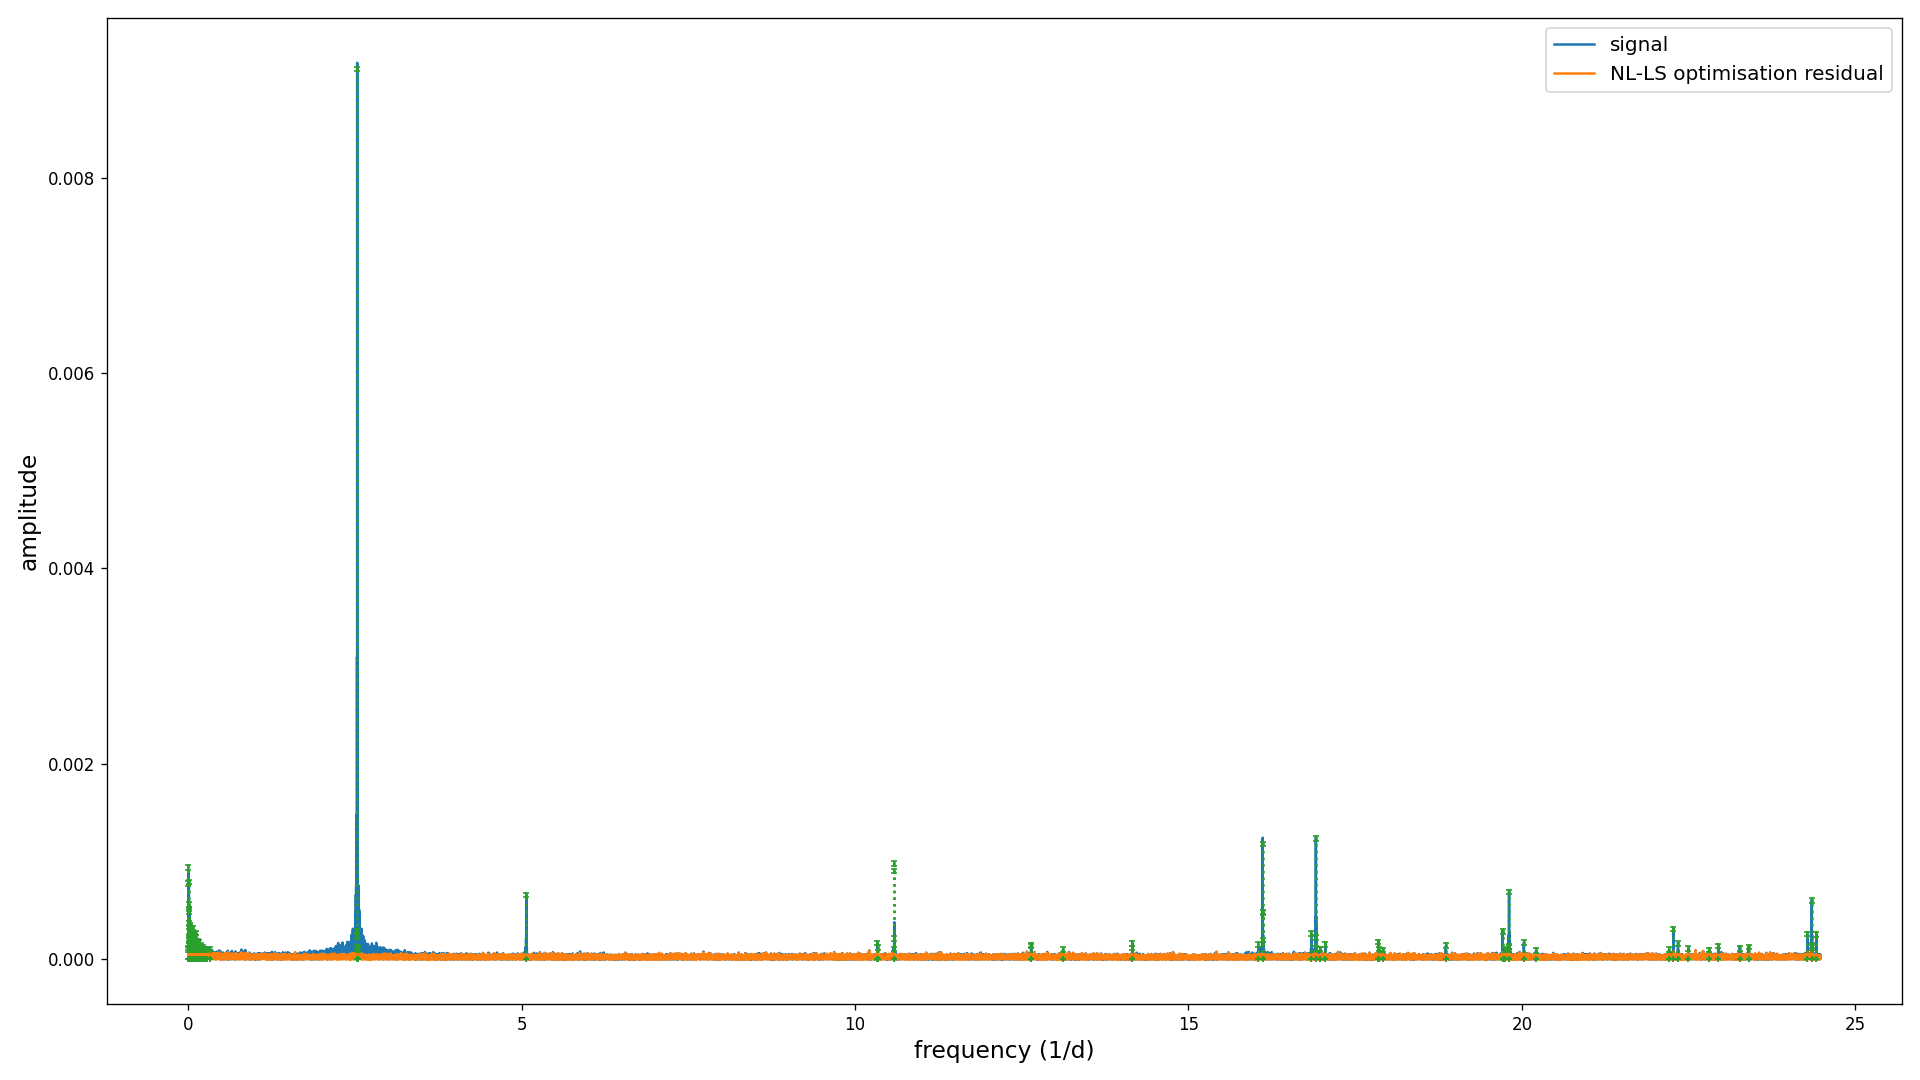 signal
NL-LS optimisation residual
amplitude
0.008
0.006
0.004
0.002
0.000
0
5
10
15
20
25
frequency (1/d)